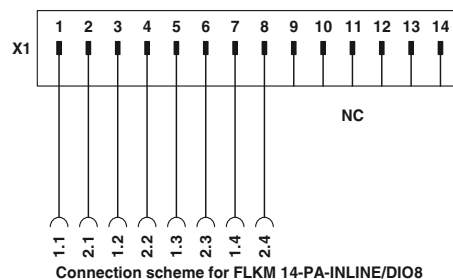 1 2 3 4 5 6 7 8 9 10 11 12 13 14
X1
NC
1.1 2.1 1.2 2.2 1.3 2.3 1.4 2.4
Connection scheme for FLKM 14-PA-INLINE/DIO8